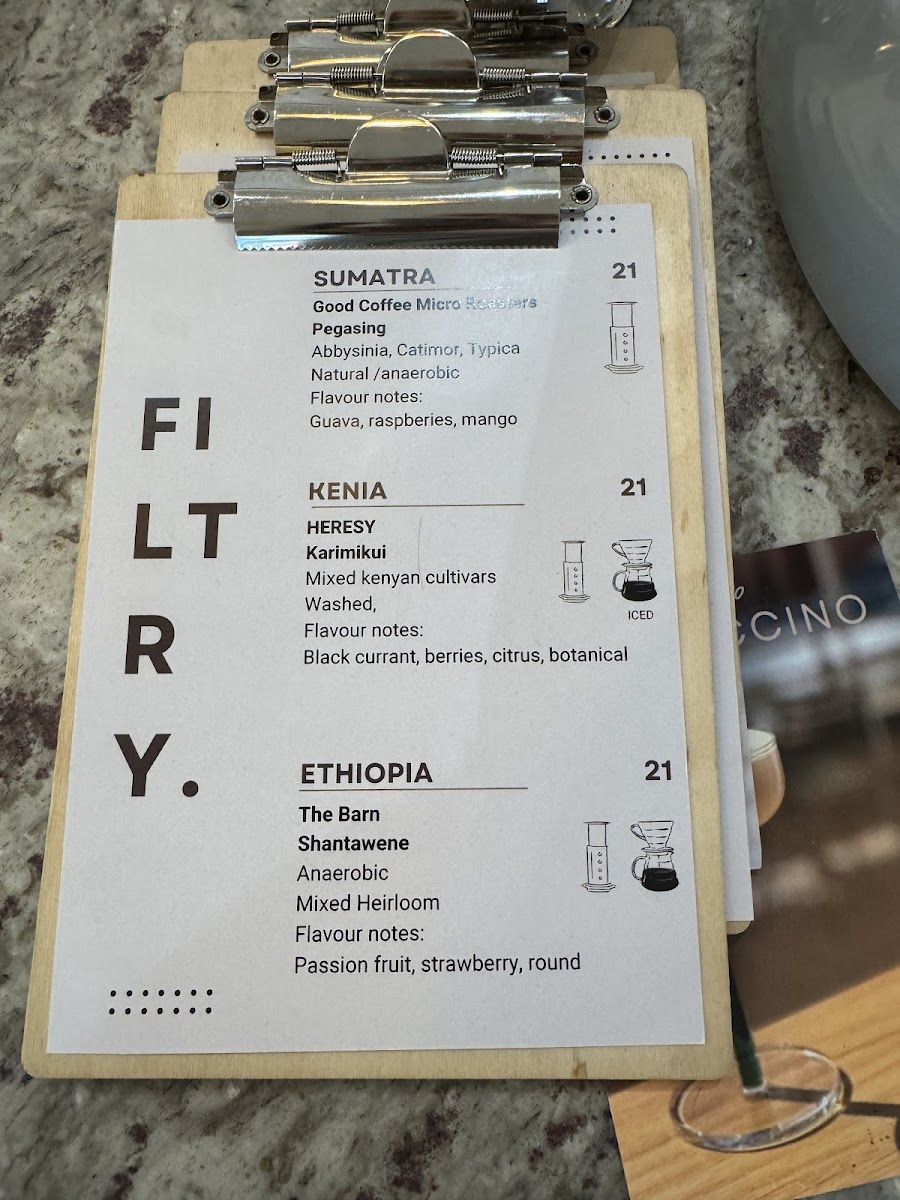 FI
LT
R
Y.
SUMATRA 21
Good Coffee Micro Roasters
Pegasing
Abbysinia, Catimor, Typica
Natural /anaerobic
Flavour notes:
Guava, raspberies, mango
KENIA 21
HERESY
Karimikui
Mixed kenyan cultivars
Washed,
ICED
Flavour notes:
Black currant, berries, citrus, botanical
ETHIOPIA 21
The Barn
Shantawene
Anaerobic
Mixed Heirloom
Flavour notes:
Passion fruit, strawberry, round
CCINO